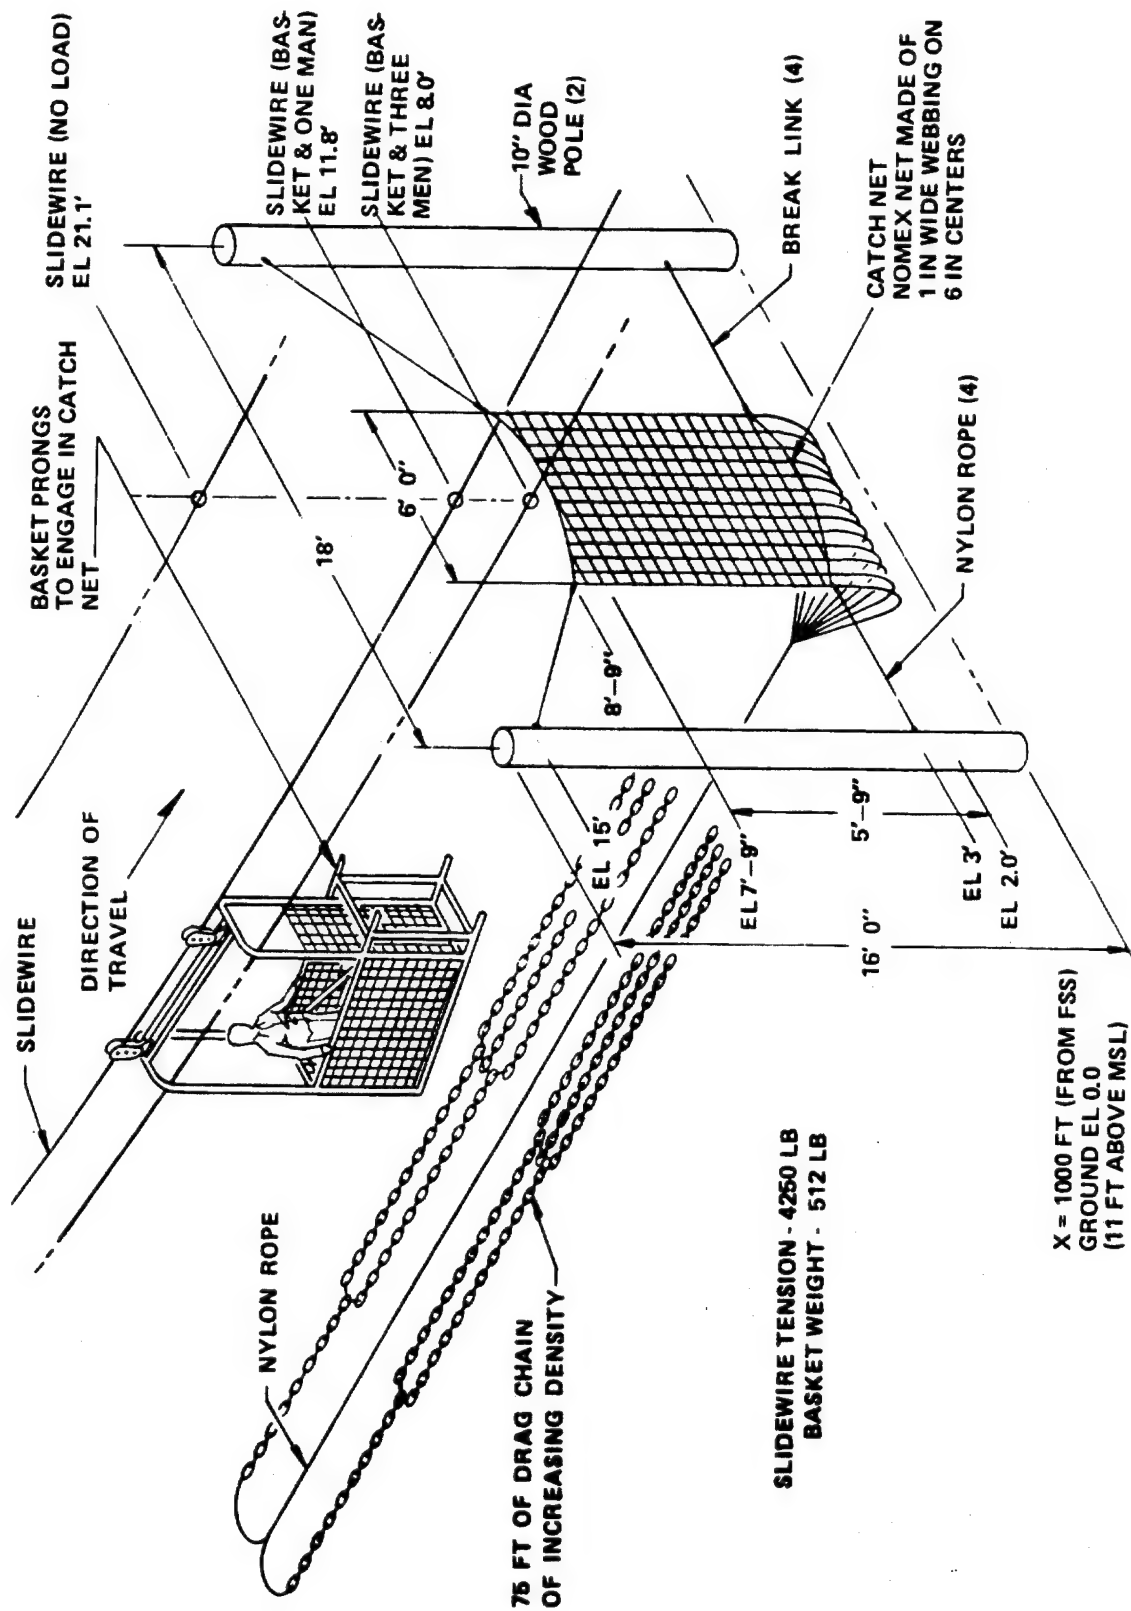 SLIDEWIRE
DIRECTION OF
TRAVEL
BASKET PRONGS
TO ENGAGE IN CATCH
NET
SLIDEWIRE (NO LOAD)
EL 21.1'
SLIDEWIRE (BAS-
KET & ONE MAN)
EL 11.8'
SLIDEWIRE (BAS-
KET & THREE
MEN) EL 8.0'
10" DIA
WOOD
POLE (2)
BREAK LINK (4)
CATCH NET
NOMEX NET MADE OF
1 IN WIDE WEBBING ON
6 IN CENTERS
NYLON ROPE (4)
18'
6' 0"
8'-9"
EL 15'
EL 7'-9"
5'-9"
EL 3'
EL 2.0'
16' 0"
NYLON ROPE
75 FT OF DRAG CHAIN
OF INCREASING DENSITY
SLIDEWIRE TENSION - 4250 LB
BASKET WEIGHT - 512 LB
X = 1000 FT (FROM FSS)
GROUND EL 0.0
(11 FT ABOVE MSL)